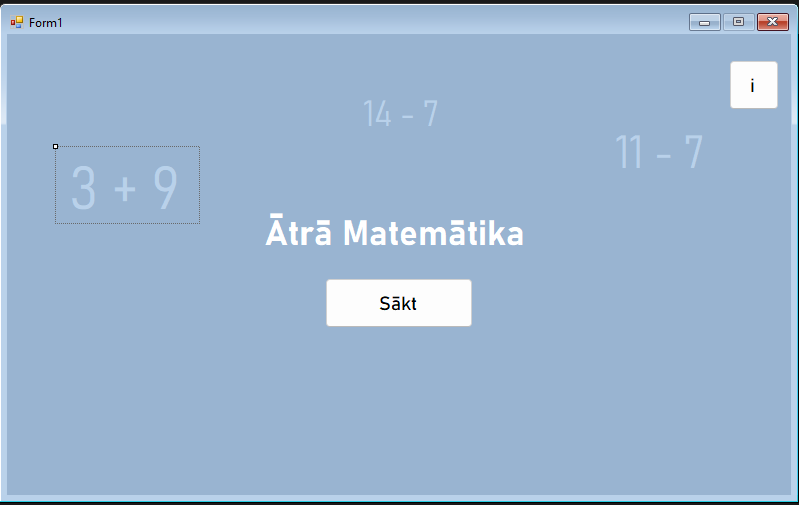 Form1
i
14 - 7
11 - 7
3 + 9
Ātrā Matemātika
Sākt